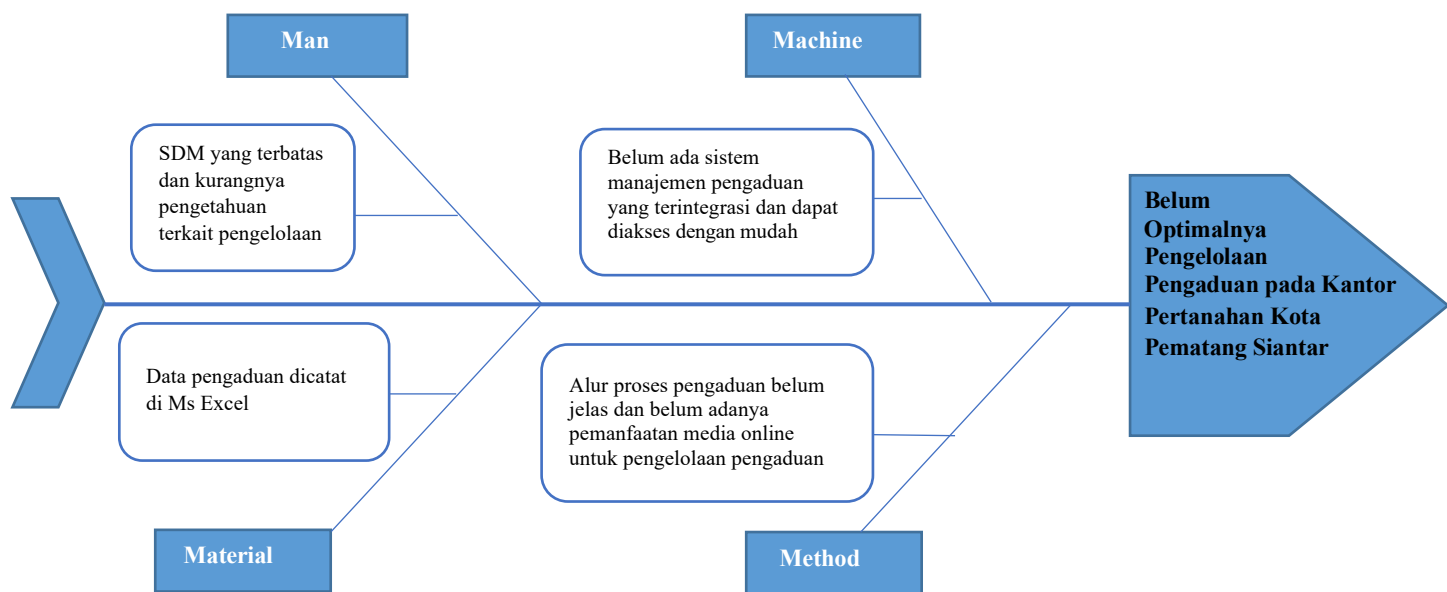 Man
Machine
SDM yang terbatas
dan kurangnya
pengetahuan
terkait pengelolaan
Belum ada sistem
manajemen pengaduan
yang terintegrasi dan dapat
diakses dengan mudah
Belum
Optimalnya
Pengelolaan
Pengaduan pada Kantor
Pertanahan Kota
Pematang Siantar
Data pengaduan dicatat
di Ms Excel
Alur proses pengaduan belum
jelas dan belum adanya
pemanfaatan media online
untuk pengelolaan pengaduan
Material
Method